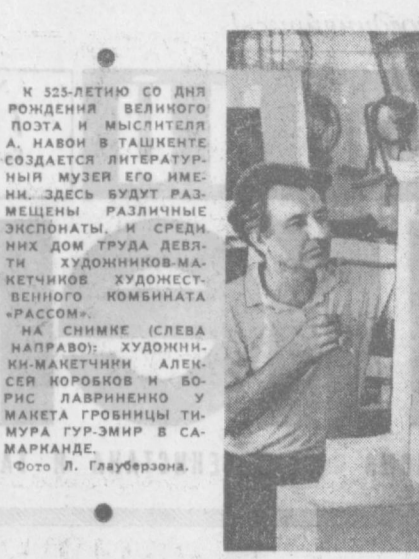 К 525-ЛЕТИЮ СО ДНЯ
РОЖДЕНИЯ ВЕЛИКОГО
ПОЭТА И МЫСЛИТЕЛЯ
А. НАВОИ В ТАШКЕНТЕ
СОЗДАЕТСЯ ЛИТЕРАТУР-
НЫЙ МУЗЕЙ ЕГО ИМЕ-
НИ. ЗДЕСЬ БУДУТ РАЗ-
МЕЩЕНЫ РАЗЛИЧНЫЕ
ЭКСПОНАТЫ, И СРЕДИ
НИХ ДОМ ТРУДА ДЕВЯ-
ТИ ХУДОЖНИКОВ-МА-
КЕТЧИКОВ ХУДОЖЕСТ-
ВЕННОГО КОМБИНАТА
«РАССОМ».
НА СНИМКЕ (СЛЕВА
НАПРАВО): ХУДОЖНИ-
КИ-МАКЕТЧИКИ АЛЕК-
СЕЙ КОРОБКОВ И БО-
РИС ЛАВРИНЕНКО У
МАКЕТА ГРОБНИЦЫ ТИ-
МУРА ГУР-ЭМИР В СА-
МАРКАНДЕ.
Фото Л. Глауберзона.